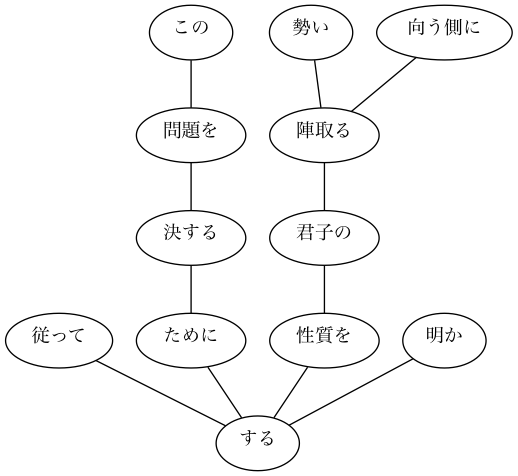 この 勢い 向う側に
問題を 陣取る
決する 君子の
従って ために 性質を 明か
する